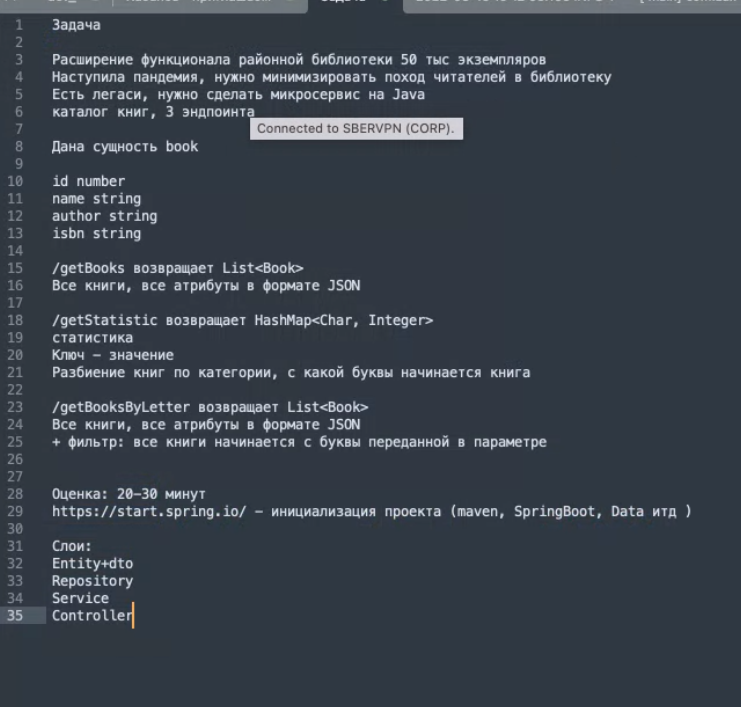 1 Задача
2
3 Расширение функционала районной библиотеки 50 тыс экземпляров
4 Наступила пандемия, нужно минимизировать поход читателей в библиотеку
5 Есть легаси, нужно сделать микросервис на Java
6 каталог книг, 3 эндпоинта
Connected to SBERVPN (CORP).
7
8 Дана сущность book
9
10 id number
11 name string
12 author string
13 isbn string
14
15 /getBooks возвращает List<Book>
16 Все книги, все атрибуты в формате JSON
17
18 /getStatistic возвращает HashMap<Char, Integer>
19 статистика
20 Ключ – значение
21 Разбиение книг по категории, с какой буквы начинается книга
22
23 /getBooksByLetter возвращает List<Book>
24 Все книги, все атрибуты в формате JSON
25 + фильтр: все книги начинается с буквы переданной в параметре
26
27
28 Оценка: 20–30 минут
29 https://start.spring.io/ – инициализация проекта (maven, SpringBoot, Data итд )
30
31 Слои:
32 Entity+dto
33 Repository
34 Service
35 Controller